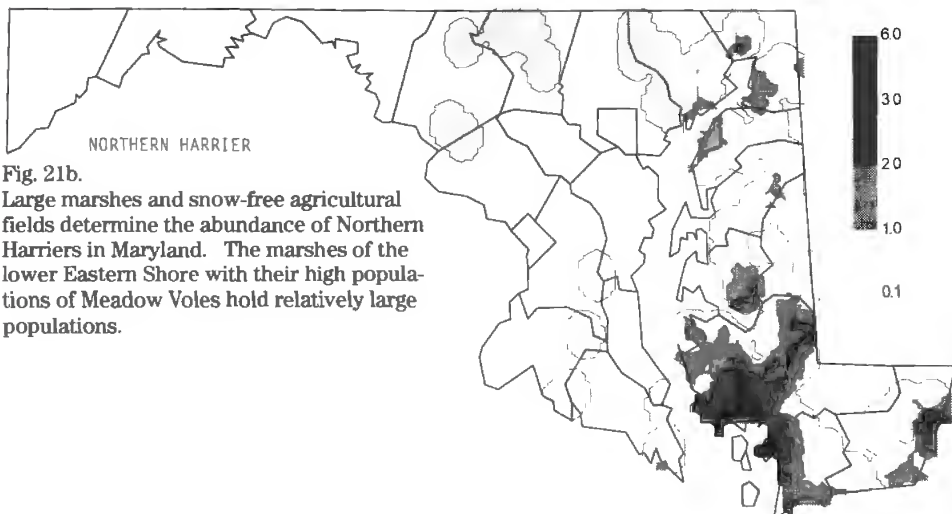 NORTHERN HARRIER
Fig. 21b.
Large marshes and snow-free agricultural
fields determine the abundance of Northern
Harriers in Maryland. The marshes of the
lower Eastern Shore with their high popula-
tions of Meadow Voles hold relatively large
populations.
6.0
3.0
2.0
1.0
0.1